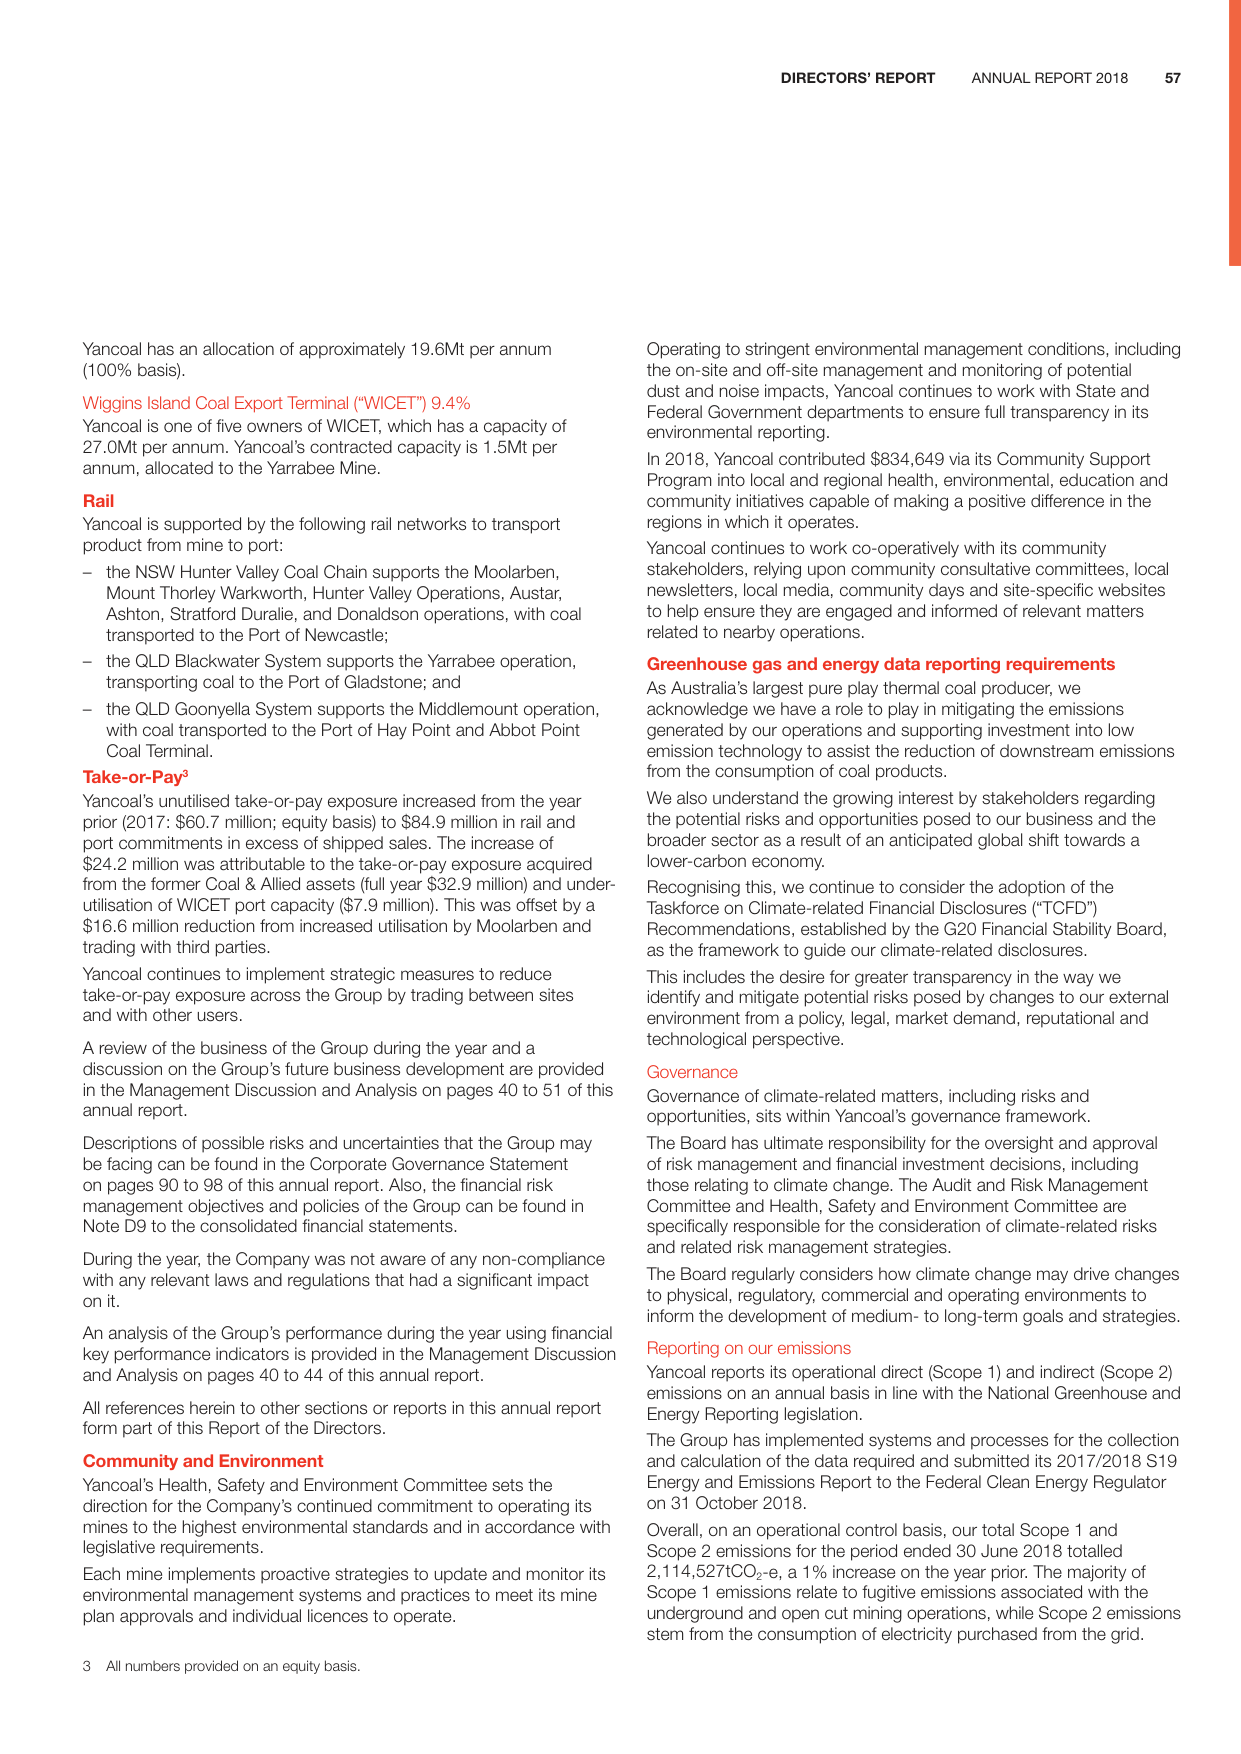 DIRECTORS’ REPORT ANNUAL REPORT 2018 57
Yancoal has an allocation of approximately 19.6Mt per annum
(100% basis).
Wiggins Island Coal Export Terminal (“WICET”) 9.4%
Yancoal is one of five owners of WICET, which has a capacity of
27.0Mt per annum. Yancoal’s contracted capacity is 1.5Mt per
annum, allocated to the Yarrabee Mine.
Rail
Yancoal is supported by the following rail networks to transport
product from mine to port:
– the NSW Hunter Valley Coal Chain supports the Moolarben,
Mount Thorley Warkworth, Hunter Valley Operations, Austar,
Ashton, Stratford Duralie, and Donaldson operations, with coal
transported to the Port of Newcastle;
– the QLD Blackwater System supports the Yarrabee operation,
transporting coal to the Port of Gladstone; and
– the QLD Goonyella System supports the Middlemount operation,
with coal transported to the Port of Hay Point and Abbot Point
Coal Terminal.
Take-or-Pay³
Yancoal’s unutilised take-or-pay exposure increased from the year
prior (2017: $60.7 million; equity basis) to $84.9 million in rail and
port commitments in excess of shipped sales. The increase of
$24.2 million was attributable to the take-or-pay exposure acquired
from the former Coal & Allied assets (full year $32.9 million) and under-
utilisation of WICET port capacity ($7.9 million). This was offset by a
$16.6 million reduction from increased utilisation by Moolarben and
trading with third parties.
Yancoal continues to implement strategic measures to reduce
take-or-pay exposure across the Group by trading between sites
and with other users.
A review of the business of the Group during the year and a
discussion on the Group’s future business development are provided
in the Management Discussion and Analysis on pages 40 to 51 of this
annual report.
Descriptions of possible risks and uncertainties that the Group may
be facing can be found in the Corporate Governance Statement
on pages 90 to 98 of this annual report. Also, the financial risk
management objectives and policies of the Group can be found in
Note D9 to the consolidated financial statements.
During the year, the Company was not aware of any non-compliance
with any relevant laws and regulations that had a significant impact
on it.
An analysis of the Group’s performance during the year using financial
key performance indicators is provided in the Management Discussion
and Analysis on pages 40 to 44 of this annual report.
All references herein to other sections or reports in this annual report
form part of this Report of the Directors.
Community and Environment
Yancoal’s Health, Safety and Environment Committee sets the
direction for the Company’s continued commitment to operating its
mines to the highest environmental standards and in accordance with
legislative requirements.
Each mine implements proactive strategies to update and monitor its
environmental management systems and practices to meet its mine
plan approvals and individual licences to operate.
3 All numbers provided on an equity basis.
Operating to stringent environmental management conditions, including
the on-site and off-site management and monitoring of potential
dust and noise impacts, Yancoal continues to work with State and
Federal Government departments to ensure full transparency in its
environmental reporting.
In 2018, Yancoal contributed $834,649 via its Community Support
Program into local and regional health, environmental, education and
community initiatives capable of making a positive difference in the
regions in which it operates.
Yancoal continues to work co-operatively with its community
stakeholders, relying upon community consultative committees, local
newsletters, local media, community days and site-specific websites
to help ensure they are engaged and informed of relevant matters
related to nearby operations.
Greenhouse gas and energy data reporting requirements
As Australia’s largest pure play thermal coal producer, we
acknowledge we have a role to play in mitigating the emissions
generated by our operations and supporting investment into low
emission technology to assist the reduction of downstream emissions
from the consumption of coal products.
We also understand the growing interest by stakeholders regarding
the potential risks and opportunities posed to our business and the
broader sector as a result of an anticipated global shift towards a
lower-carbon economy.
Recognising this, we continue to consider the adoption of the
Taskforce on Climate-related Financial Disclosures (“TCFD”)
Recommendations, established by the G20 Financial Stability Board,
as the framework to guide our climate-related disclosures.
This includes the desire for greater transparency in the way we
identify and mitigate potential risks posed by changes to our external
environment from a policy, legal, market demand, reputational and
technological perspective.
Governance
Governance of climate-related matters, including risks and
opportunities, sits within Yancoal’s governance framework.
The Board has ultimate responsibility for the oversight and approval
of risk management and financial investment decisions, including
those relating to climate change. The Audit and Risk Management
Committee and Health, Safety and Environment Committee are
specifically responsible for the consideration of climate-related risks
and related risk management strategies.
The Board regularly considers how climate change may drive changes
to physical, regulatory, commercial and operating environments to
inform the development of medium- to long-term goals and strategies.
Reporting on our emissions
Yancoal reports its operational direct (Scope 1) and indirect (Scope 2)
emissions on an annual basis in line with the National Greenhouse and
Energy Reporting legislation.
The Group has implemented systems and processes for the collection
and calculation of the data required and submitted its 2017/2018 S19
Energy and Emissions Report to the Federal Clean Energy Regulator
on 31 October 2018.
Overall, on an operational control basis, our total Scope 1 and
Scope 2 emissions for the period ended 30 June 2018 totalled
2,114,527tCO₂-e, a 1% increase on the year prior. The majority of
Scope 1 emissions relate to fugitive emissions associated with the
underground and open cut mining operations, while Scope 2 emissions
stem from the consumption of electricity purchased from the grid.